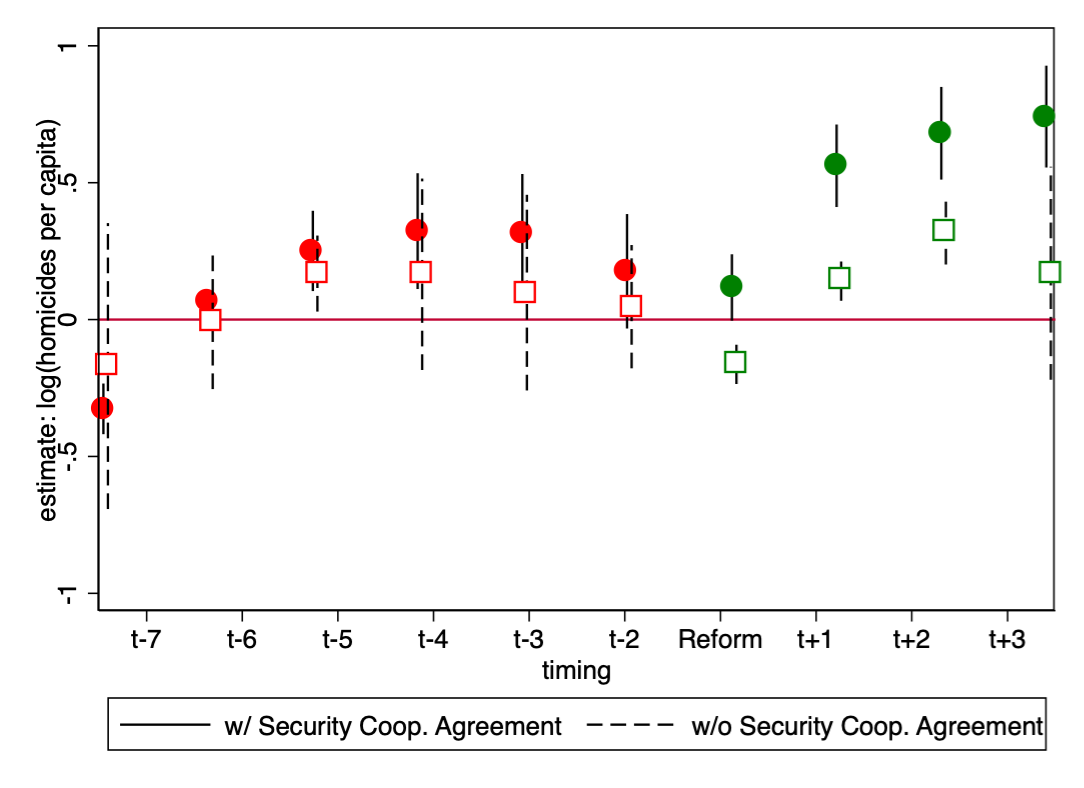 estimate: log(homicides per capita)
1
.5
0
-.5
-1
t-7 t-6 t-5 t-4 t-3 t-2 Reform t+1 t+2 t+3
timing
w/ Security Coop. Agreement w/o Security Coop. Agreement